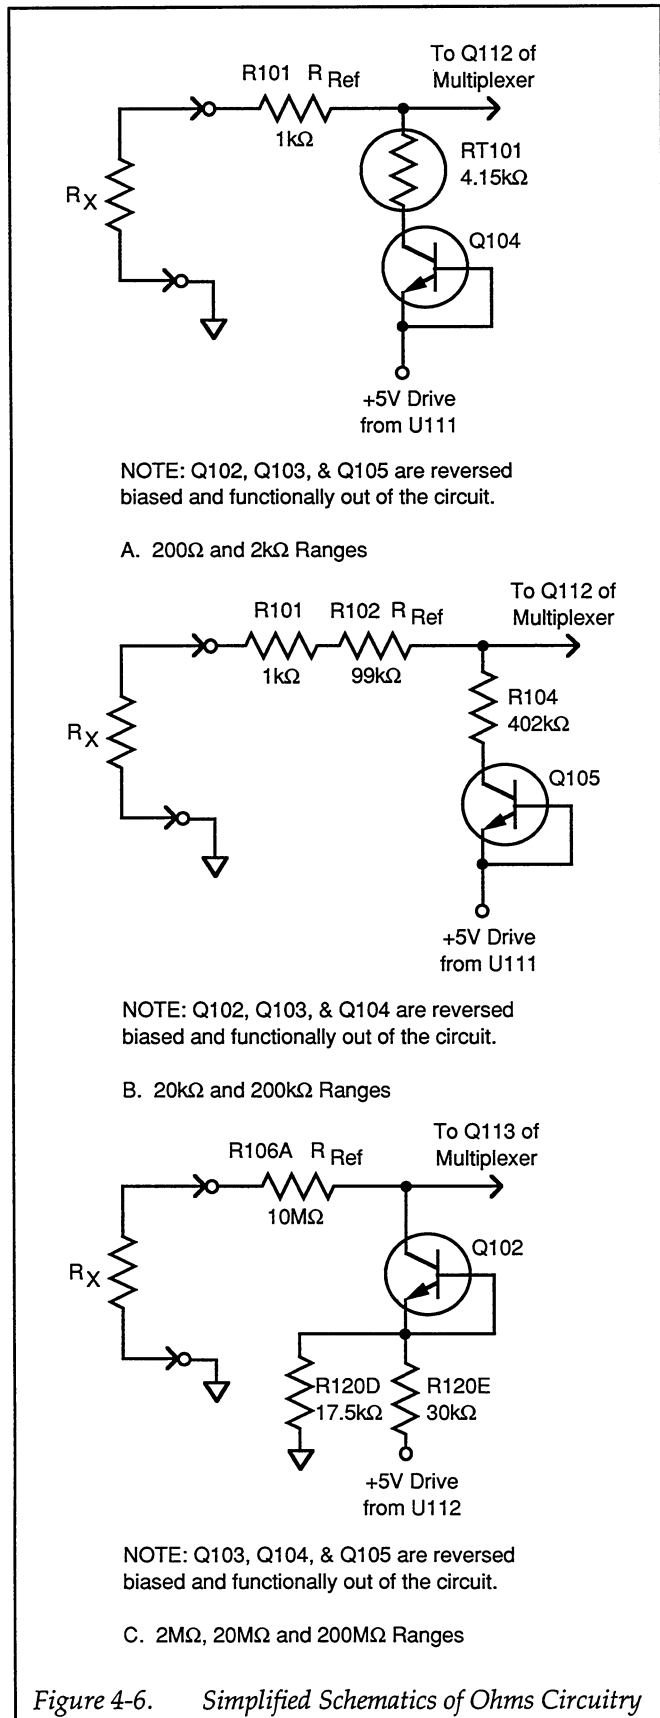 To Q112 of
Multiplexer
R101 R Ref
1kΩ
RT101
4.15kΩ
RX
Q104
+5V Drive
from U111
NOTE: Q102, Q103, & Q105 are reversed
biased and functionally out of the circuit.
A. 200Ω and 2kΩ Ranges
To Q112 of
Multiplexer
R101 R102 R Ref
1kΩ 99kΩ
R104
402kΩ
RX
Q105
+5V Drive
from U111
NOTE: Q102, Q103, & Q104 are reversed
biased and functionally out of the circuit.
B. 20kΩ and 200kΩ Ranges
To Q113 of
Multiplexer
R106A R Ref
10MΩ
Q102
RX
R120D
17.5kΩ
R120E
30kΩ
+5V Drive
from U112
NOTE: Q103, Q104, & Q105 are reversed
biased and functionally out of the circuit.
C. 2MΩ, 20MΩ and 200MΩ Ranges
Figure 4-6. Simplified Schematics of Ohms Circuitry